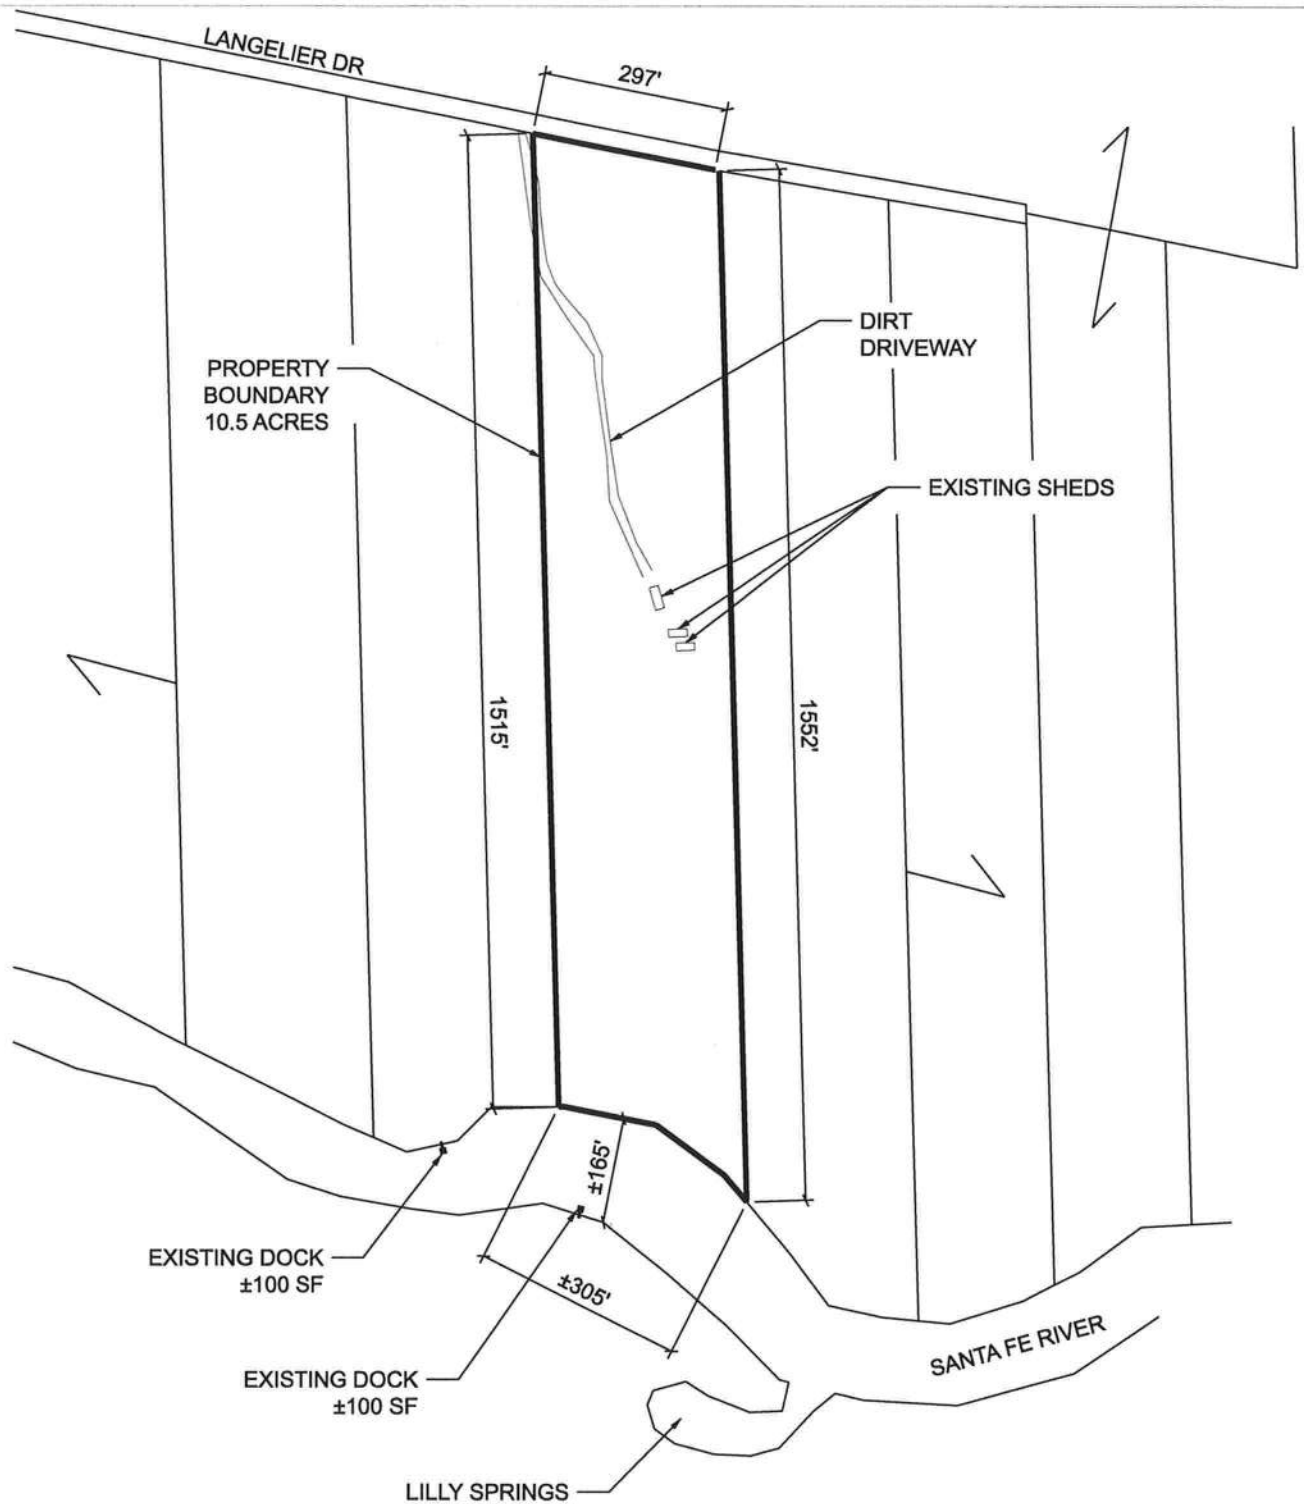 LANGELIER DR
297'
DIRT
DRIVEWAY
PROPERTY
BOUNDARY
10.5 ACRES
EXISTING SHEDS
1515'
1552'
±165'
EXISTING DOCK
±100 SF
±305'
SANTA FE RIVER
EXISTING DOCK
±100 SF
LILLY SPRINGS